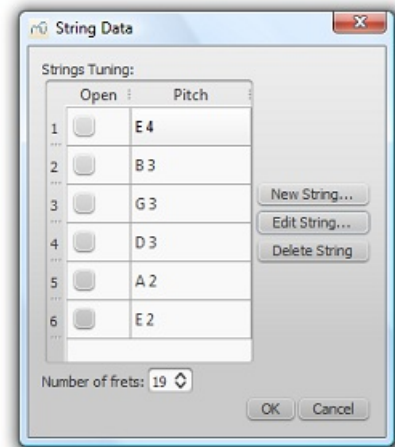 String Data
Strings Tuning:
Open Pitch
1 E 4
2 B 3
3 G 3
4 D 3
5 A 2
6 E 2
New String...
Edit String...
Delete String
Number of frets: 19
OK Cancel